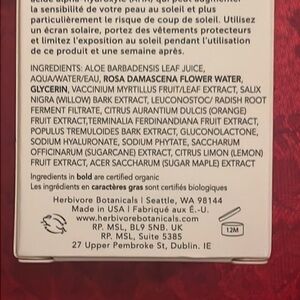 acide alpha-hydroxylé (AHA) qui peut augmenter
la sensibilité de votre peau au soleil et plus
particulièrement le risque de coup de soleil. Utilisez
un écran solaire, portez des vêtements protecteurs
et limitez l'exposition au soleil pendant l'utilisation
de ce produit et une semaine après.
INGREDIENTS: ALOE BARBADENSIS LEAF JUICE,
AQUA/WATER/EAU, ROSA DAMASCENA FLOWER WATER,
GLYCERIN, VACCINIUM MYRTILLUS FRUIT/LEAF EXTRACT, SALIX
NIGRA (WILLOW) BARK EXTRACT, LEUCONOSTOC/ RADISH ROOT
FERMENT FILTRATE, CITRUS AURANTIUM DULCIS (ORANGE)
FRUIT EXTRACT,TERMINALIA FERDINANDIANA FRUIT EXTRACT,
POPULUS TREMULOIDES BARK EXTRACT, GLUCONOLACTONE,
SODIUM HYALURONATE, SODIUM PHYTATE, SACCHARUM
OFFICINARUM (SUGARCANE) EXTRACT, CITRUS LIMON (LEMON)
FRUIT EXTRACT, ACER SACCHARUM (SUGAR MAPLE) EXTRACT
Ingredients in bold are certified organic
Les ingrédients en caractères gras sont certifiés biologiques
Herbivore Botanicals | Seattle, WA 98144
Made in USA | Fabriqué aux É.-U.
www.herbivorebotanicals.com
RP. MSL, BL9 5NB. UK
RP. MSL, Suite 5385
27 Upper Pembroke St, Dublin. IE
12M